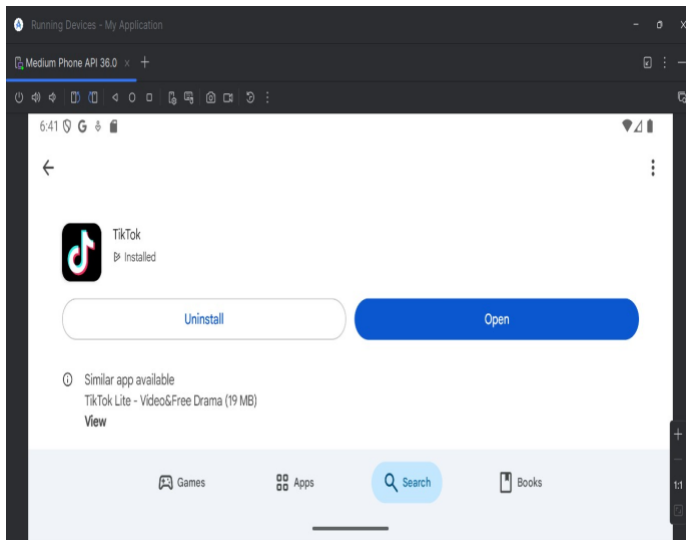 Running Devices - My Application
Medium Phone API 36.0
6:41 G
TikTok
Installed
Uninstall
Open
Similar app available
TikTok Lite - Video&Free Drama (19 MB)
View
1:1
Games
Apps
Search
Books